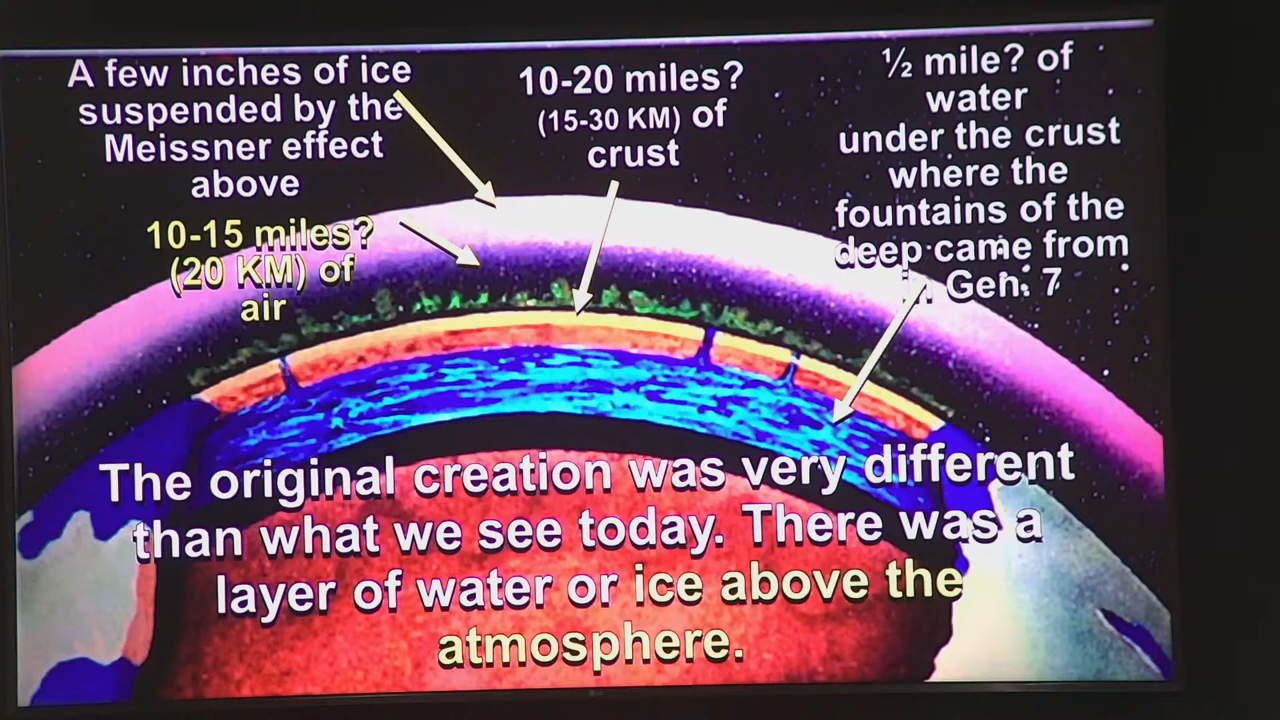 A few inches of ice
suspended by the
Meissner effect
above
10-15 miles?
(20 KM) of
air
10-20 miles?
(15-30 KM) of
crust
½ mile? of
water
under the crust
where the
fountains of the
deep came from
in Gen. 7
The original creation was very different
than what we see today. There was a
layer of water or ice above the
atmosphere.
LG